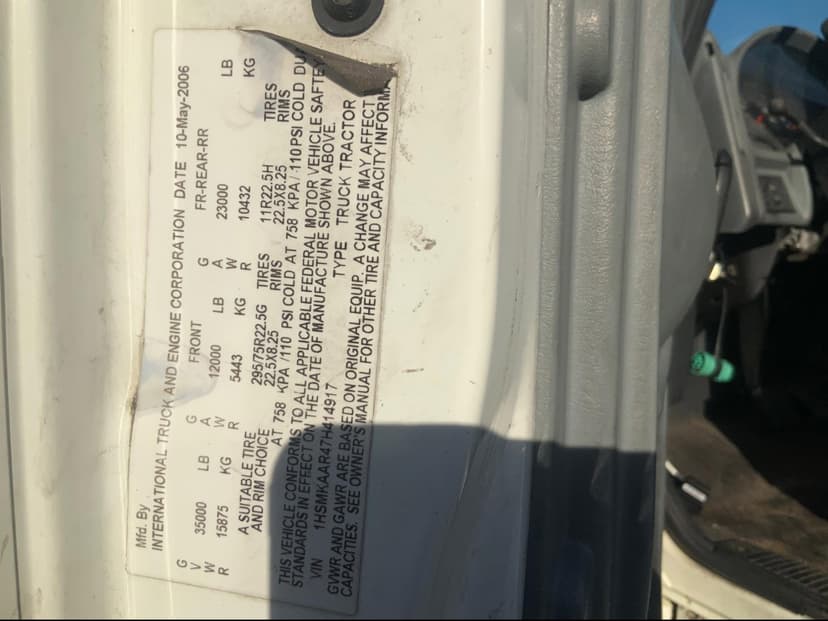 Mfd. By
INTERNATIONAL TRUCK AND ENGINE CORPORATION DATE 10-May-2006
G V W R 35000 LB 15875 KG
G A W R FRONT 12000 LB 5443 KG
G A W R FR-REAR-RR 23000 LB 10432 KG
A SUITABLE TIRE 295/75R22.5G TIRES 11R22.5H TIRES
AND RIM CHOICE 22.5X8.25 RIMS 22.5X8.25 RIMS
AT 758 KPA /110 PSI COLD AT 758 KPA / 110 PSI COLD DU
THIS VEHICLE CONFORMS TO ALL APPLICABLE FEDERAL MOTOR VEHICLE SAFTEY
STANDARDS IN EFFECT ON THE DATE OF MANUFACTURE SHOWN ABOVE.
VIN 1HSMKAAR47H414917 TYPE TRUCK TRACTOR
GVWR AND GAWR ARE BASED ON ORIGINAL EQUIP. A CHANGE MAY AFFECT
CAPACITIES. SEE OWNER'S MANUAL FOR OTHER TIRE AND CAPACITY INFORMA